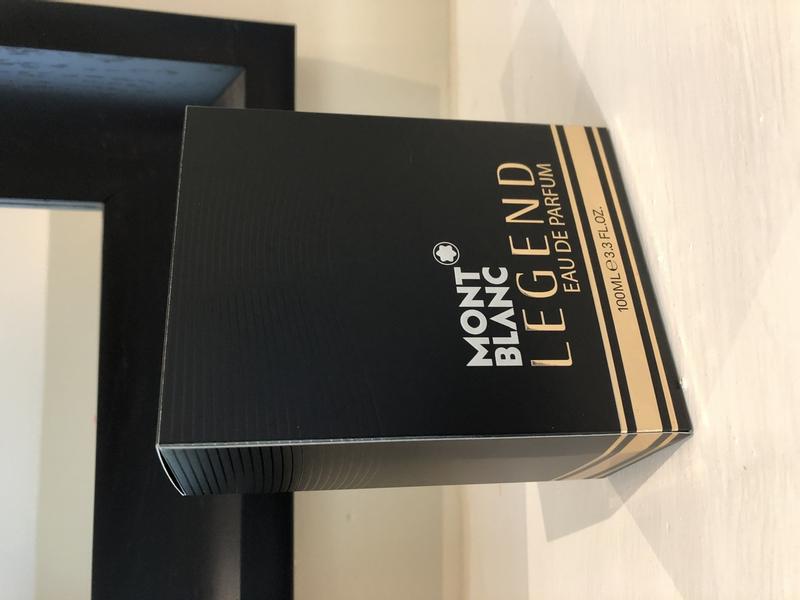 MONT
BLANC
LEGEND
EAU DE PARFUM
100ML ℮ 3.3 FL.OZ.